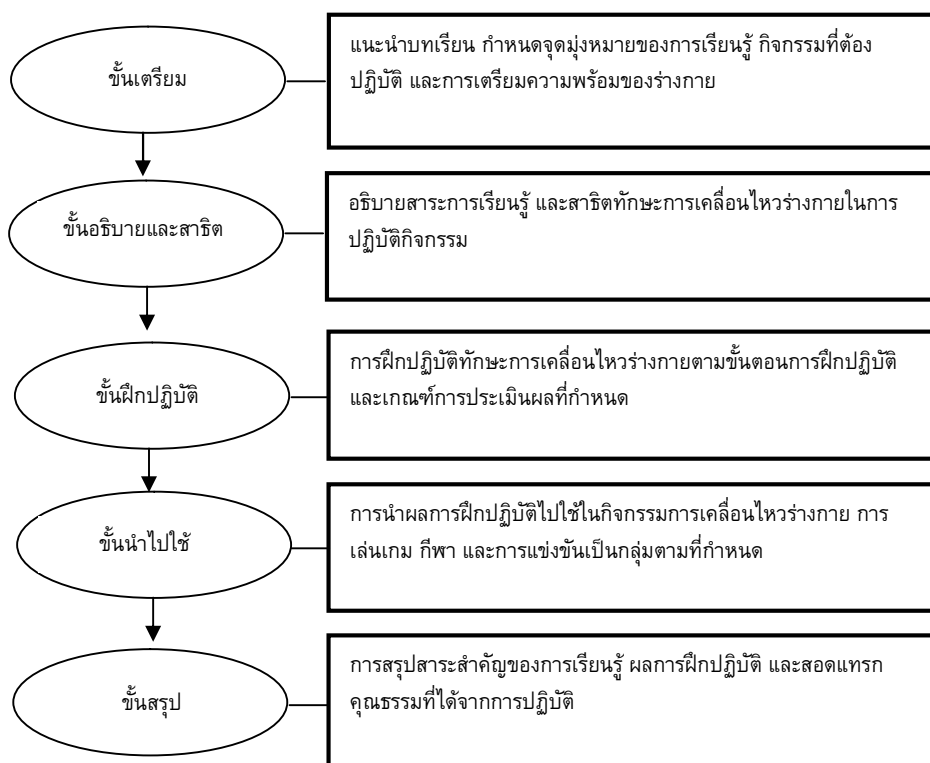 ขั้นเตรียม
แนะนำบทเรียน กำหนดจุดมุ่งหมายของการเรียนรู้ กิจกรรมที่ต้อง
ปฏิบัติ และการเตรียมความพร้อมของร่างกาย
ขั้นอธิบายและสาธิต
อธิบายสาระการเรียนรู้ และสาธิตทักษะการเคลื่อนไหวร่างกายในการ
ปฏิบัติกิจกรรม
ขั้นฝึกปฏิบัติ
การฝึกปฏิบัติทักษะการเคลื่อนไหวร่างกายตามขั้นตอนการฝึกปฏิบัติ
และเกณฑ์การประเมินผลที่กำหนด
ขั้นนำไปใช้
การนำผลการฝึกปฏิบัติไปใช้ในกิจกรรมการเคลื่อนไหวร่างกาย การ
เล่นเกม กีฬา และการแข่งขันเป็นกลุ่มตามที่กำหนด
ขั้นสรุป
การสรุปสาระสำคัญของการเรียนรู้ ผลการฝึกปฏิบัติ และสอดแทรก
คุณธรรมที่ได้จากการปฏิบัติ